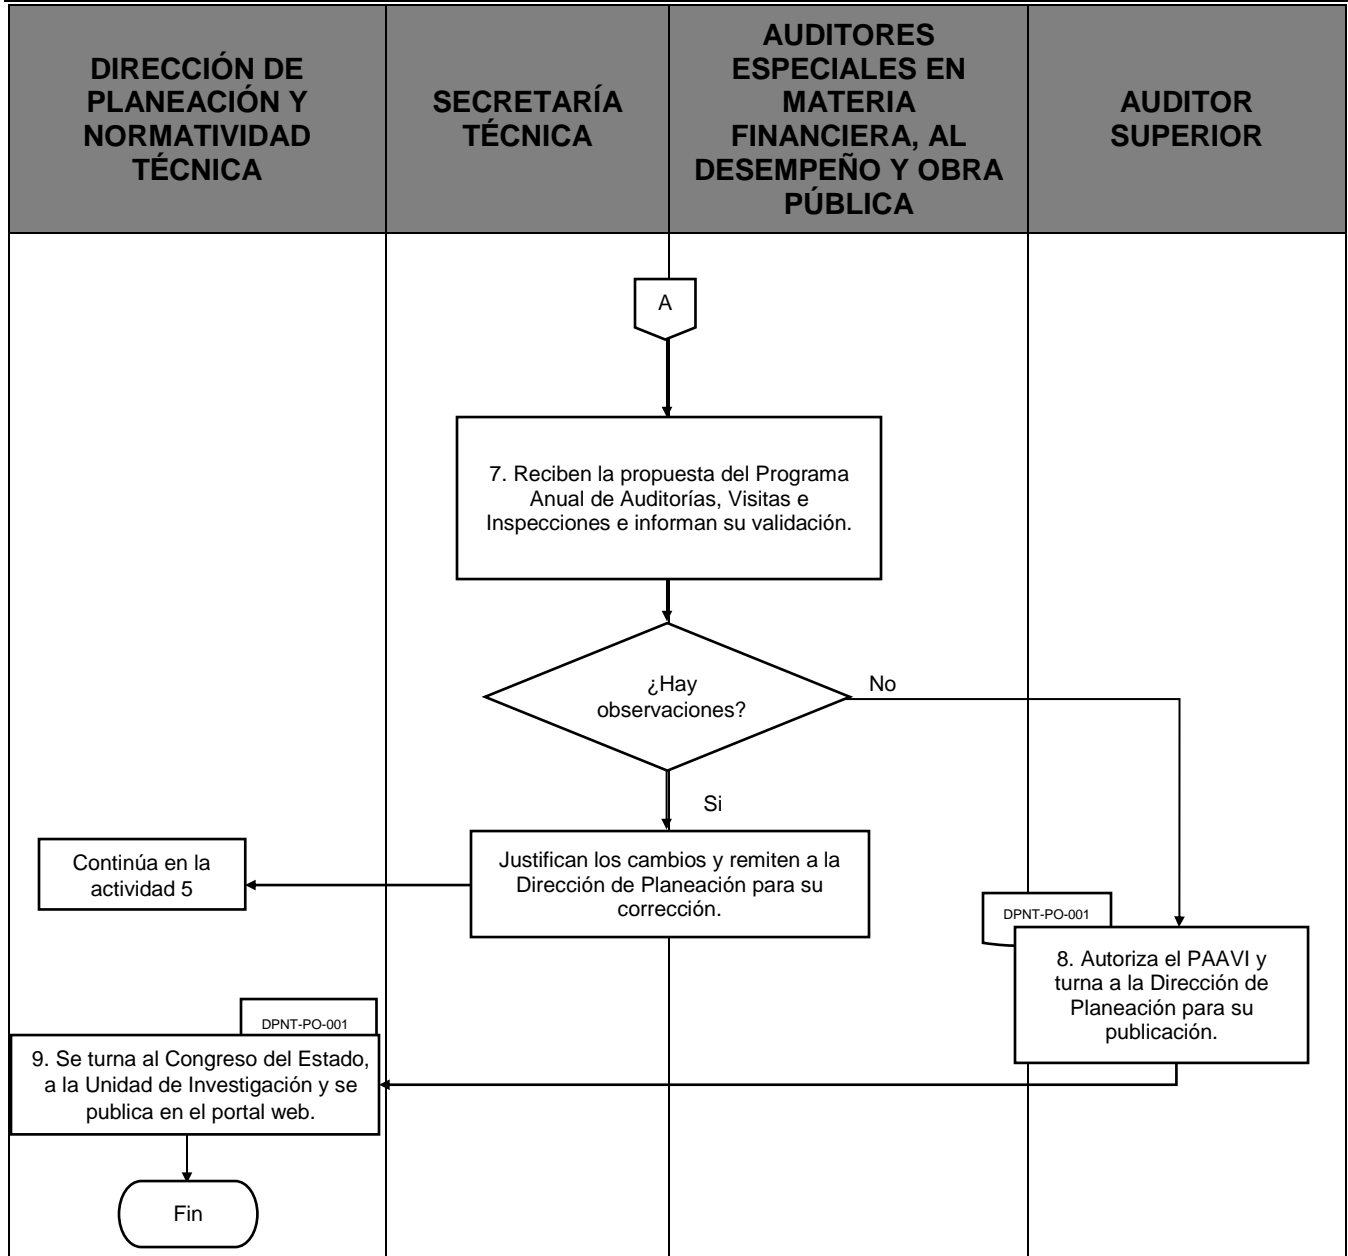 DIRECCIÓN DE
PLANEACIÓN Y
NORMATIVIDAD
TÉCNICA
SECRETARÍA
TÉCNICA
AUDITORES
ESPECIALES EN
MATERIA
FINANCIERA, AL
DESEMPEÑO Y OBRA
PÚBLICA
AUDITOR
SUPERIOR
A
7. Reciben la propuesta del Programa
Anual de Auditorías, Visitas e
Inspecciones e informan su validación.
¿Hay
observaciones?
No
Si
Justifican los cambios y remiten a la
Dirección de Planeación para su
corrección.
Continúa en la
actividad 5
DPNT-PO-001
8. Autoriza el PAAVI y
turna a la Dirección de
Planeación para su
publicación.
DPNT-PO-001
9. Se turna al Congreso del Estado,
a la Unidad de Investigación y se
publica en el portal web.
Fin